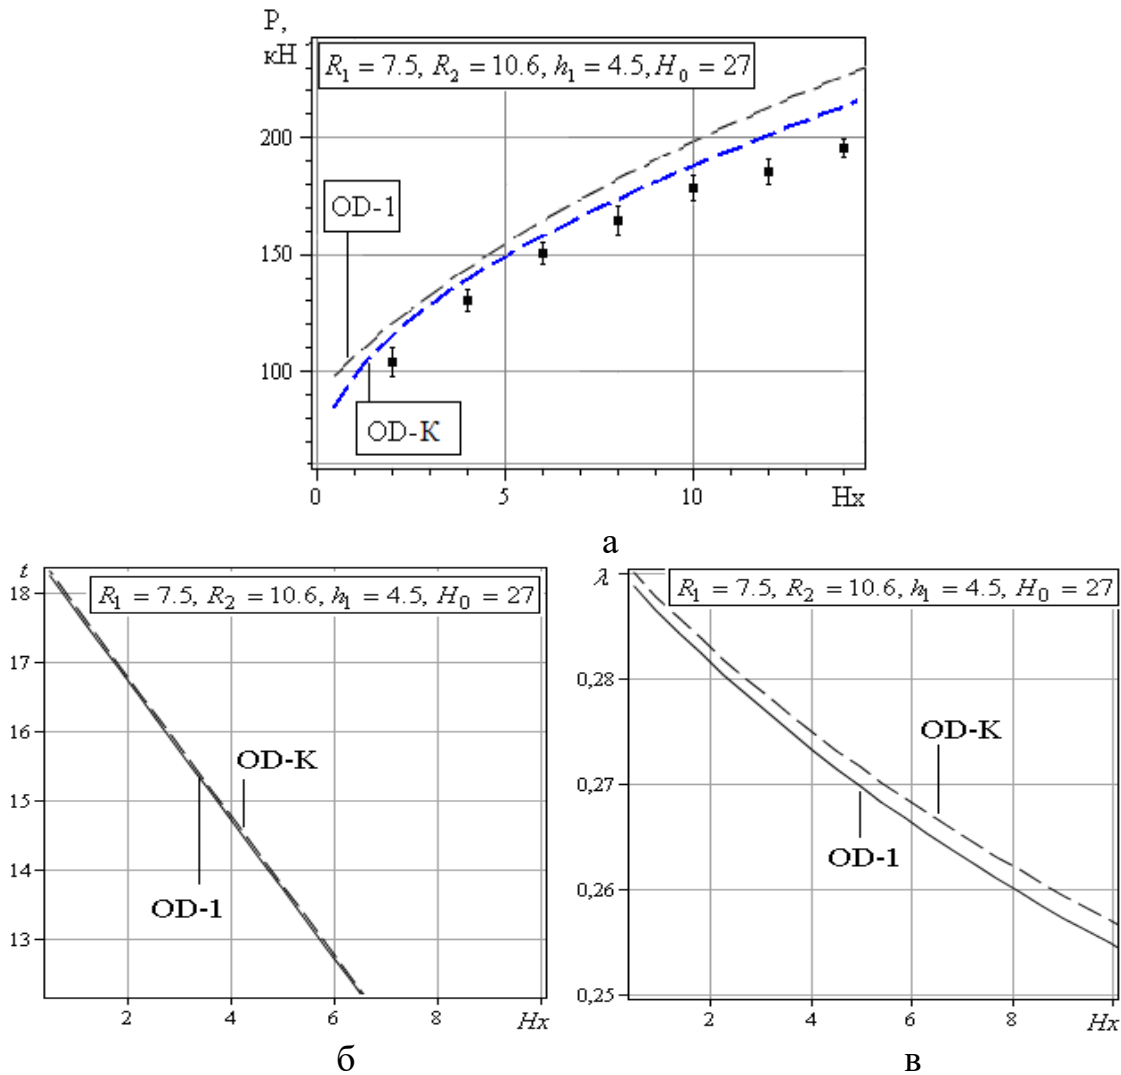 P,
кН
R₁ = 7.5, R₂ = 10.6, h₁ = 4.5, H₀ = 27
200
OD-1
150
100
OD-К
0 5 10 Hx
а
t
R₁ = 7.5, R₂ = 10.6, h₁ = 4.5, H₀ = 27
18
17
16
OD-K
15
14
OD-1
13
2 4 6 8 Hx
б
λ
R₁ = 7.5, R₂ = 10.6, h₁ = 4.5, H₀ = 27
0,28
OD-K
0,27
OD-1
0,26
0,25
2 4 6 8 Hx
в